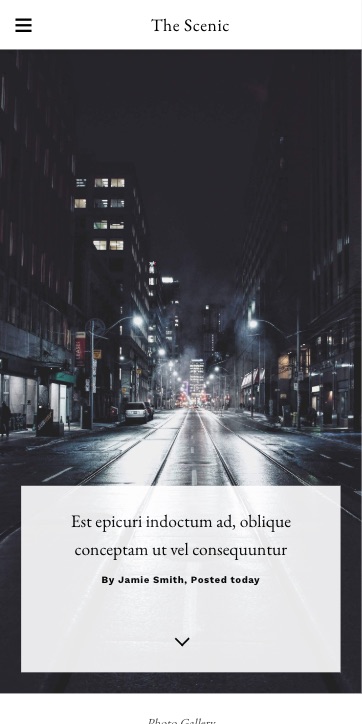 The Scenic
Est epicuri indoctum ad, oblique
conceptam ut vel consequuntur
By Jamie Smith, Posted today
Photo Gallery